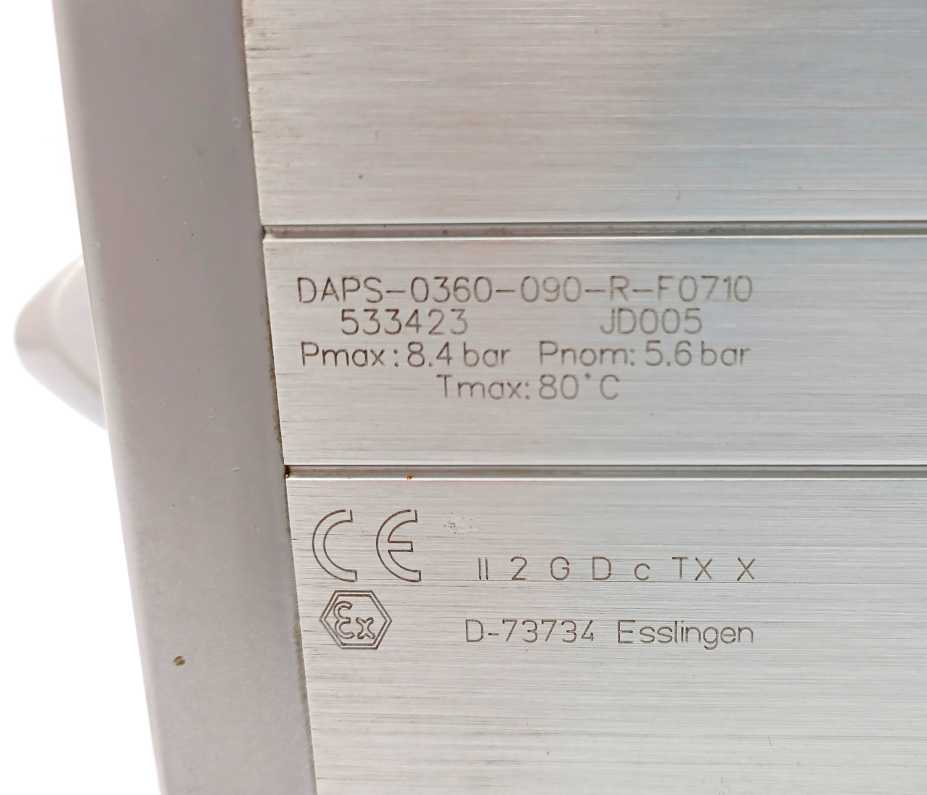 DAPS-0360-090-R-F0710
533423 JD005
Pmax: 8.4 bar Pnom: 5.6 bar
Tmax: 80°C
CE II 2 G D c TX X
Ex D-73734 Esslingen